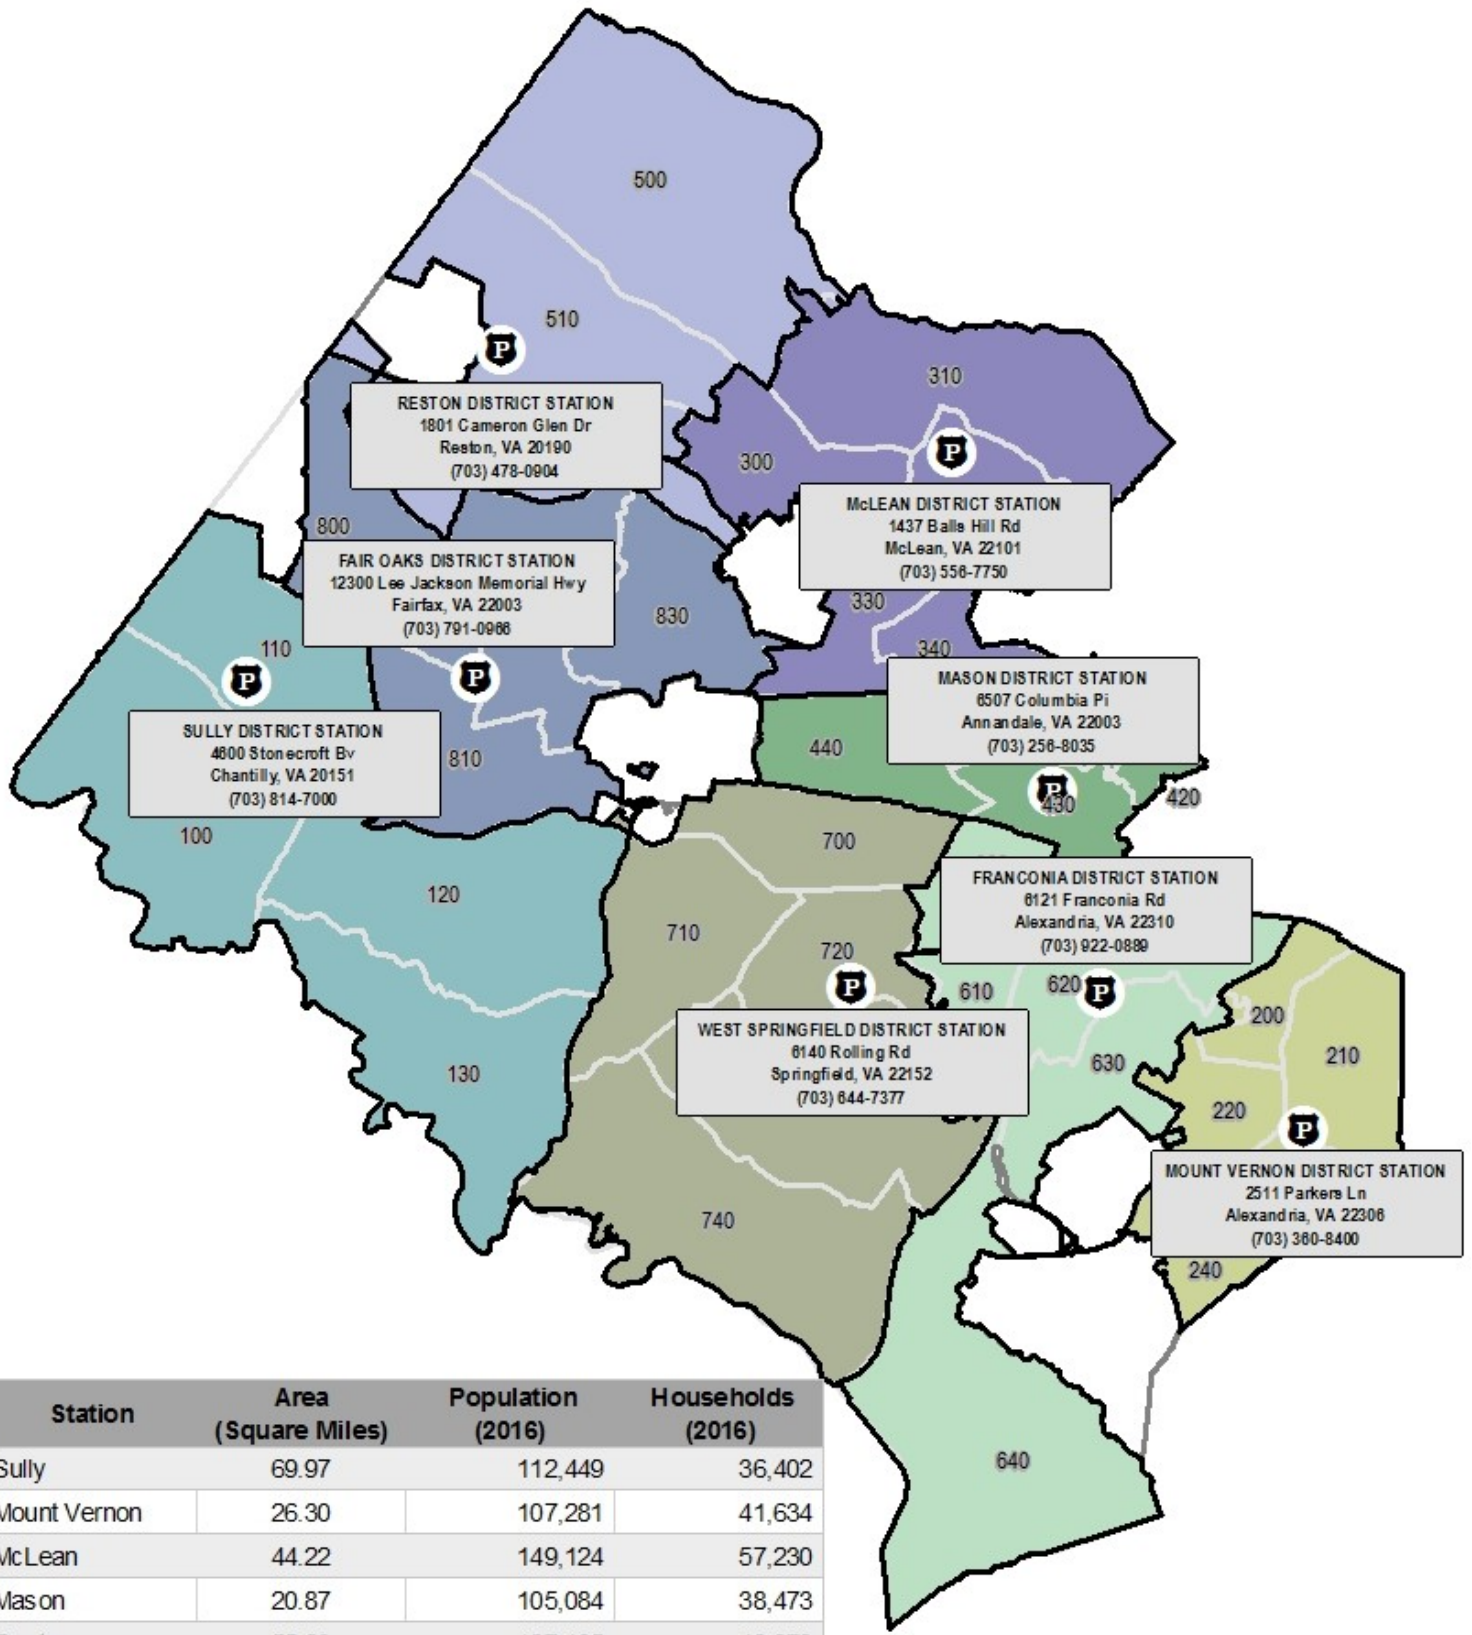 500
510
310
P
RESTON DISTRICT STATION
1801 Cameron Glen Dr
Reston, VA 20190
(703) 478-0904
300
P
McLEAN DISTRICT STATION
1437 Balls Hill Rd
McLean, VA 22101
(703) 556-7750
800
FAIR OAKS DISTRICT STATION
12300 Lee Jackson Memorial Hwy
Fairfax, VA 22003
(703) 791-0966
330
830
110
340
P
P
MASON DISTRICT STATION
6507 Columbia Pi
Annandale, VA 22003
(703) 256-8035
SULLY DISTRICT STATION
4600 Stonecroft Bv
Chantilly, VA 20151
(703) 814-7000
440
810
P
430
420
100
700
120
FRANCONIA DISTRICT STATION
6121 Franconia Rd
Alexandria, VA 22310
(703) 922-0889
710
720
P
610
620
P
200
WEST SPRINGFIELD DISTRICT STATION
6140 Rolling Rd
Springfield, VA 22152
(703) 644-7377
210
630
130
220
P
MOUNT VERNON DISTRICT STATION
2511 Parkers Ln
Alexandria, VA 22306
(703) 360-8400
740
240
640
Station Area (Square Miles) Population (2016) Households (2016)
Sully 69.97 112,449 36,402
Mount Vernon 26.30 107,281 41,634
McLean 44.22 149,124 57,230
Mason 20.87 105,084 38,473